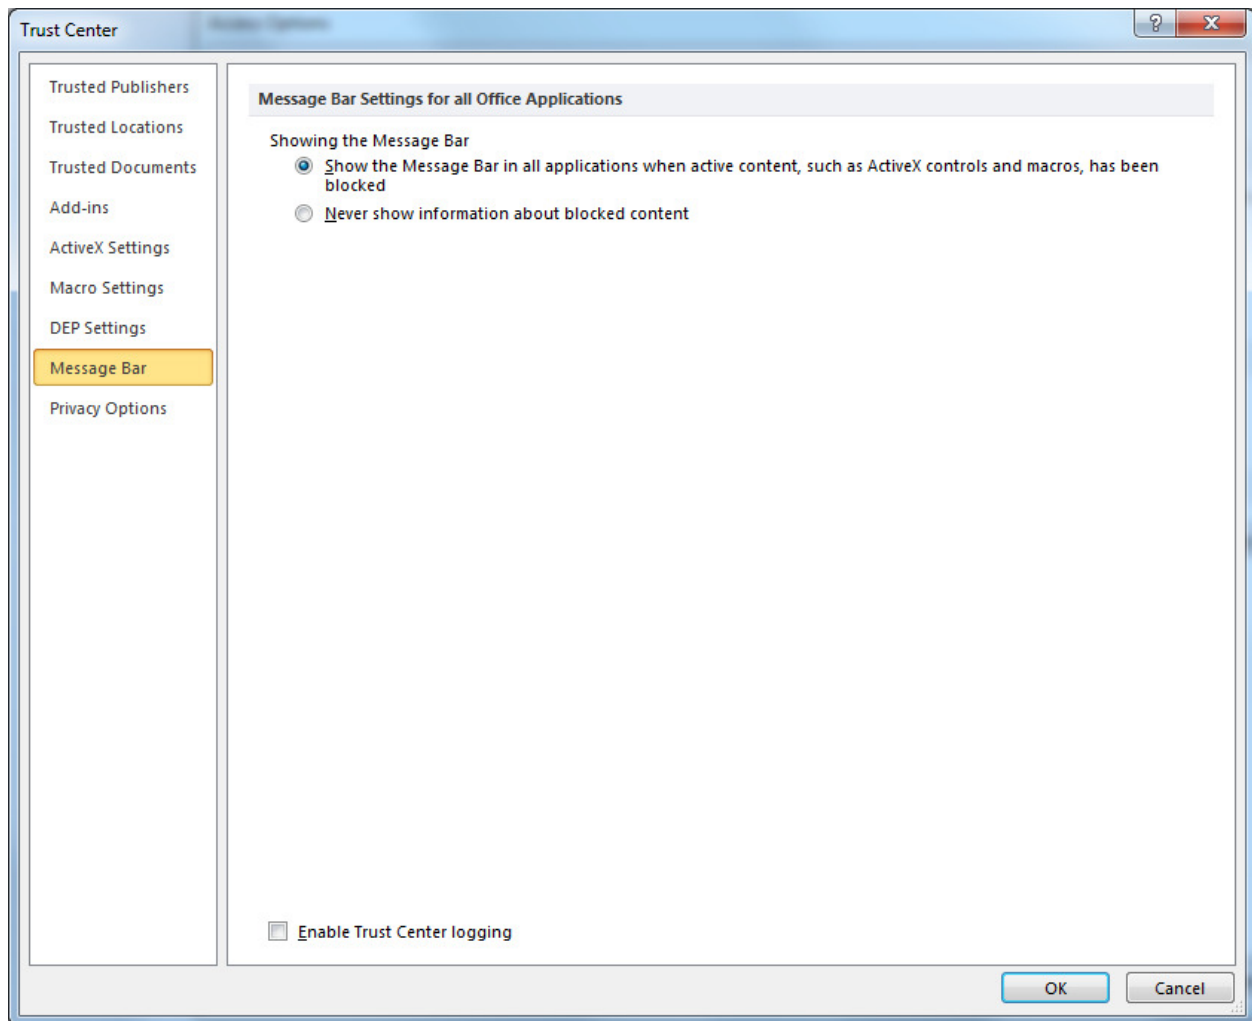 Trust Center
Access Options
Trusted Publishers
Trusted Locations
Trusted Documents
Add-ins
ActiveX Settings
Macro Settings
DEP Settings
Message Bar
Privacy Options
Message Bar Settings for all Office Applications
Showing the Message Bar
Show the Message Bar in all applications when active content, such as ActiveX controls and macros, has been
blocked
Never show information about blocked content
Enable Trust Center logging
OK
Cancel